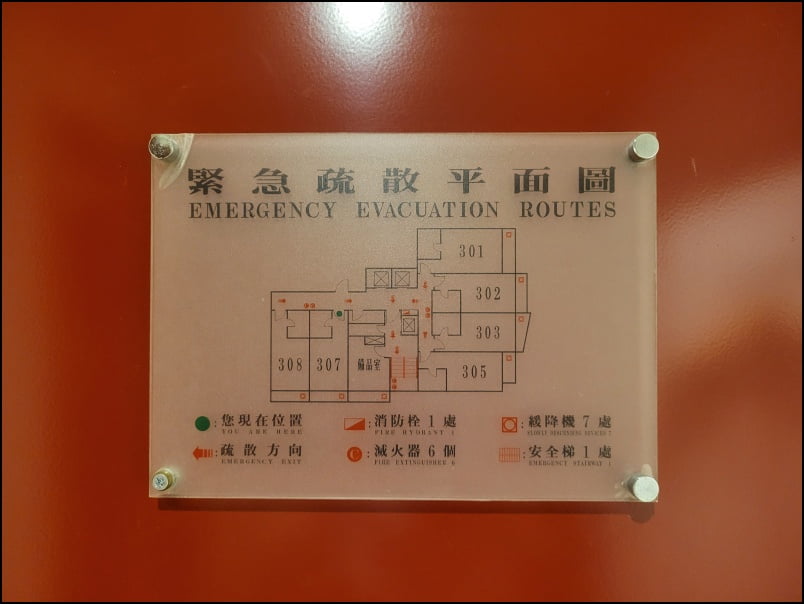 緊急疏散平面圖
EMERGENCY EVACUATION ROUTES
301
302
303
308 307 備品室 305
:您現在位置 :消防栓1處 :緩降機7處
YOU ARE HERE FIRE HYDRANT 1
:疏散方向 :滅火器6個 :安全梯1處
EMERGENCY EXIT FIRE EXTINGUISHER 6 EMERGENCY STAIRWAY 1